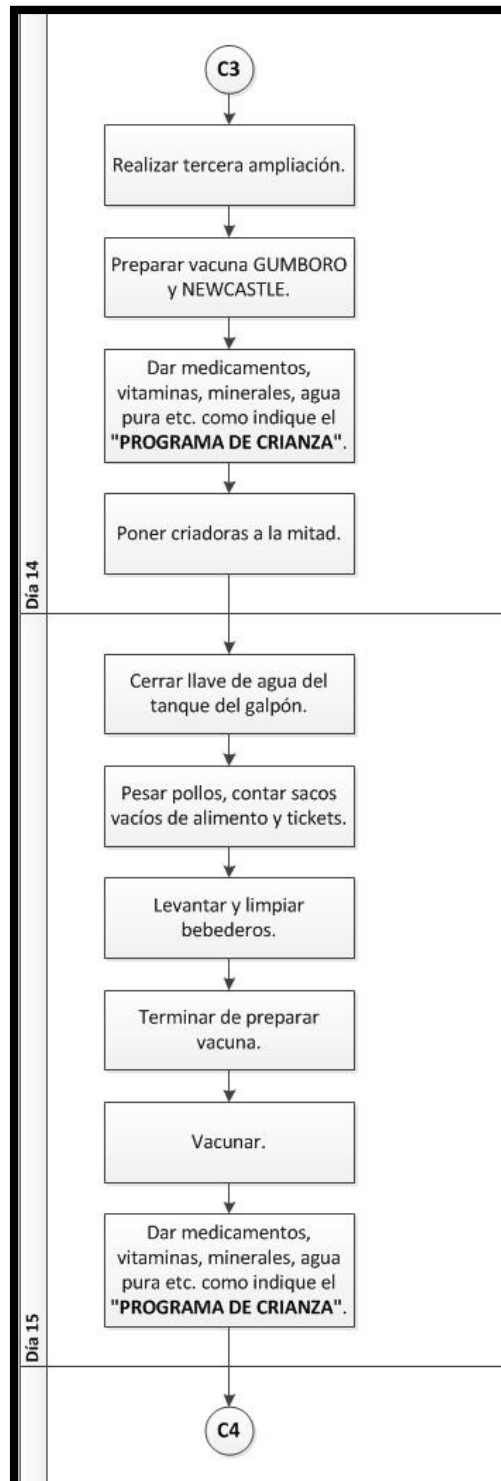 C3
Realizar tercera ampliación.
Preparar vacuna GUMBORO
y NEWCASTLE.
Dar medicamentos,
vitaminas, minerales, agua
pura etc. como indique el
"PROGRAMA DE CRIANZA".
Poner criadoras a la mitad.
Día 14
Cerrar llave de agua del
tanque del galpón.
Pesar pollos, contar sacos
vacíos de alimento y tickets.
Levantar y limpiar
bebederos.
Terminar de preparar
vacuna.
Vacunar.
Dar medicamentos,
vitaminas, minerales, agua
pura etc. como indique el
"PROGRAMA DE CRIANZA".
Día 15
C4